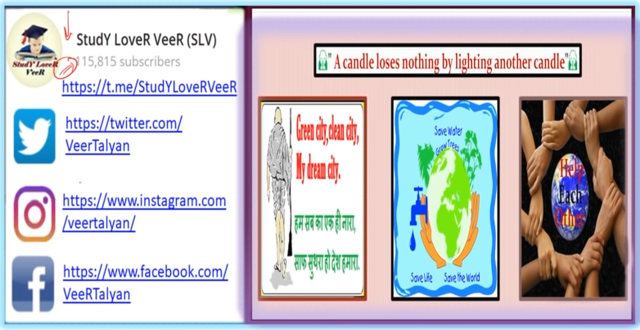 StudY LoveR VeeR (SLV)
115,815 subscribers
StudY LoveR
VeeR
https://t.me/StudYLoveRVeeR
https://twitter.com/
VeerTalyan
https://www.instagram.com
/veertalyan/
https://www.facebook.com/
VeeRTalyan
" A candle loses nothing by lighting another candle"
Green city, clean city,
My dream city.
हम सब का एक ही नारा,
साफ सुथरा हो देश हमारा.
Save Water
Grow Trees
Save Life Save the World
Help
Each
Other